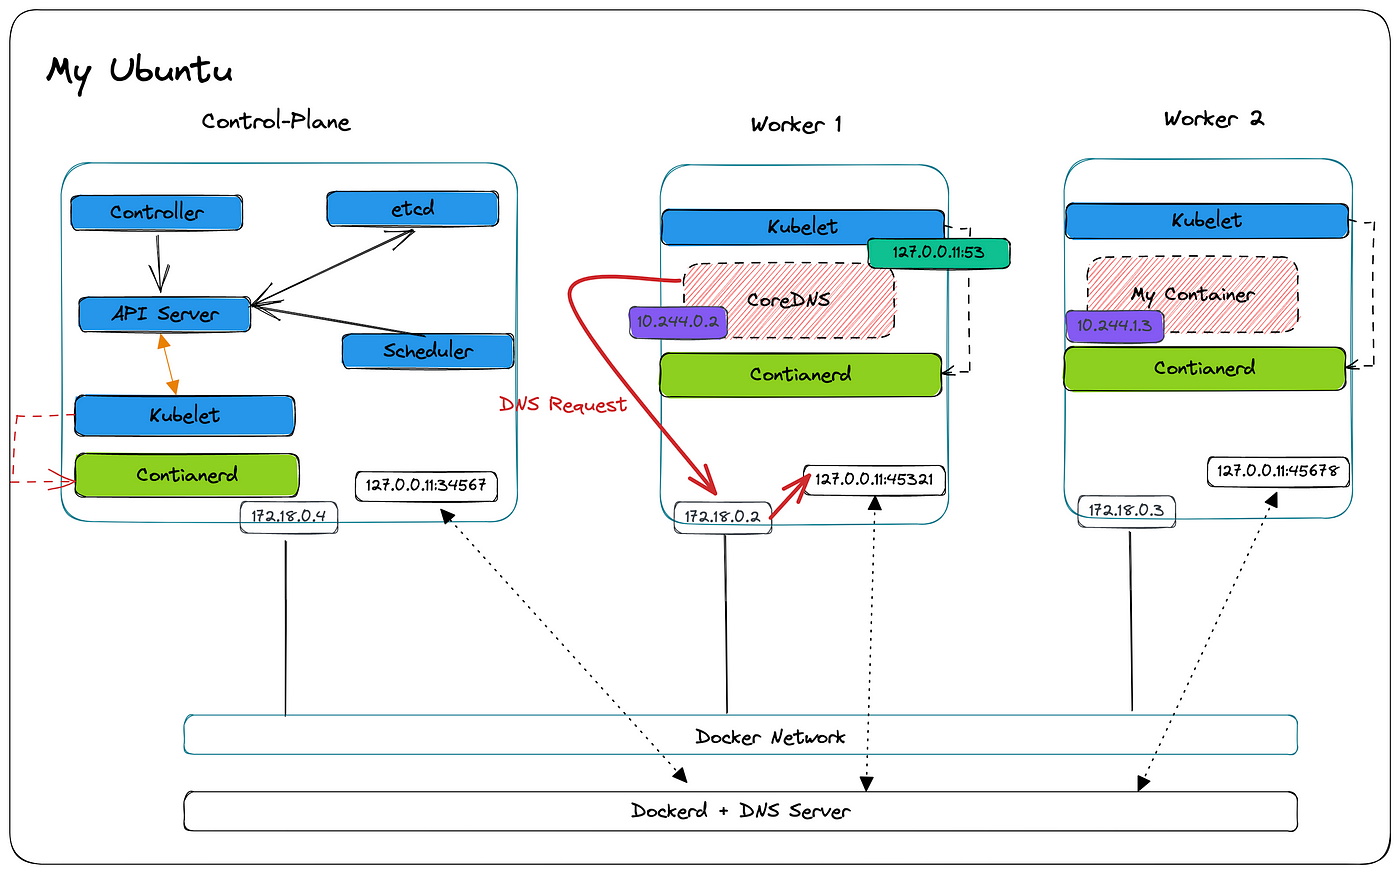 My Ubuntu
Control-Plane
Worker 1
Worker 2
Controller
etcd
API Server
Scheduler
Kubelet
Contianerd
127.0.0.11:34567
172.18.0.4
Kubelet
127.0.0.11:53
CoreDNS
10.244.0.2
Contianerd
DNS Request
127.0.0.11:45321
172.18.0.2
Kubelet
My Container
10.244.1.3
Contianerd
127.0.0.11:45678
172.18.0.3
Docker Network
Dockerd + DNS Server